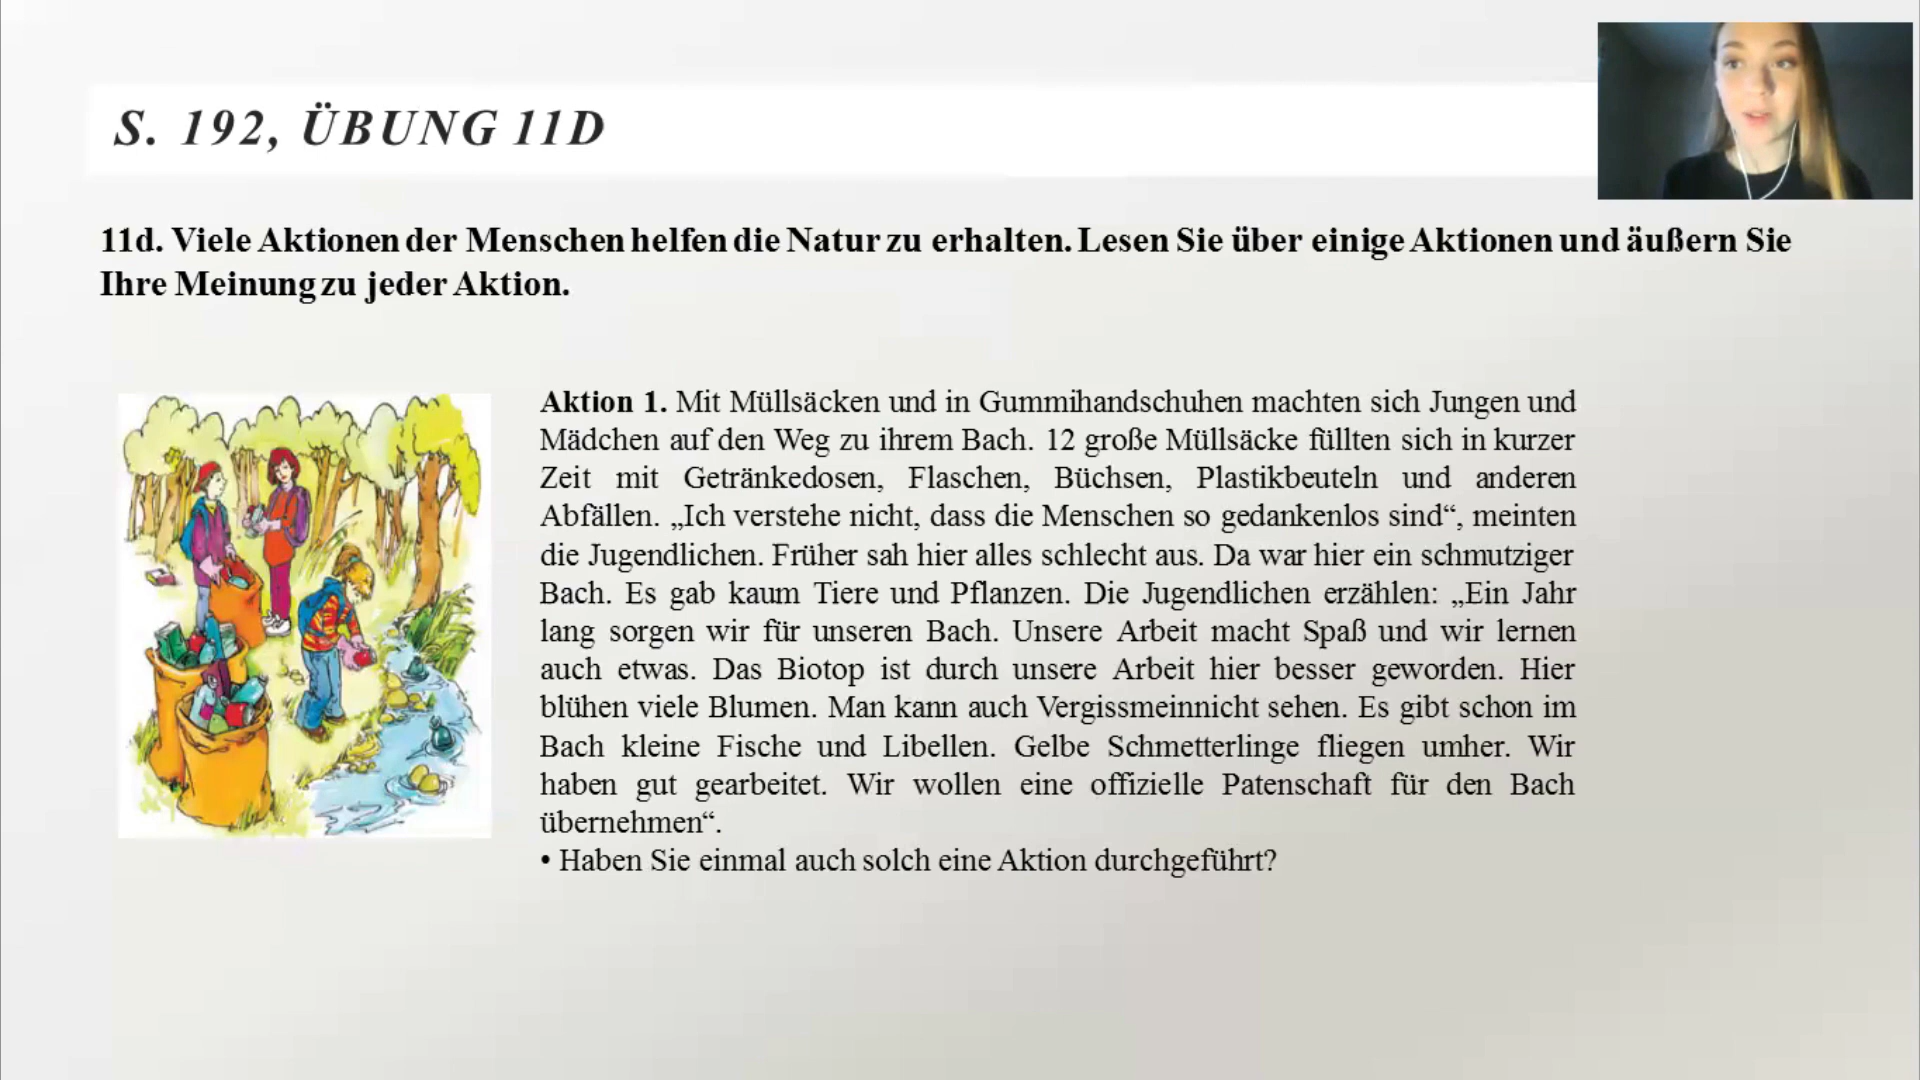 S. 192, ÜBUNG 11D
11d. Viele Aktionen der Menschen helfen die Natur zu erhalten. Lesen Sie über einige Aktionen und äußern Sie
Ihre Meinung zu jeder Aktion.
Aktion 1. Mit Müllsäcken und in Gummihandschuhen machten sich Jungen und
Mädchen auf den Weg zu ihrem Bach. 12 große Müllsäcke füllten sich in kurzer
Zeit mit Getränkedosen, Flaschen, Büchsen, Plastikbeuteln und anderen
Abfällen. „Ich verstehe nicht, dass die Menschen so gedankenlos sind“, meinten
die Jugendlichen. Früher sah hier alles schlecht aus. Da war hier ein schmutziger
Bach. Es gab kaum Tiere und Pflanzen. Die Jugendlichen erzählen: „Ein Jahr
lang sorgen wir für unseren Bach. Unsere Arbeit macht Spaß und wir lernen
auch etwas. Das Biotop ist durch unsere Arbeit hier besser geworden. Hier
blühen viele Blumen. Man kann auch Vergissmeinnicht sehen. Es gibt schon im
Bach kleine Fische und Libellen. Gelbe Schmetterlinge fliegen umher. Wir
haben gut gearbeitet. Wir wollen eine offizielle Patenschaft für den Bach
übernehmen“.
• Haben Sie einmal auch solch eine Aktion durchgeführt?